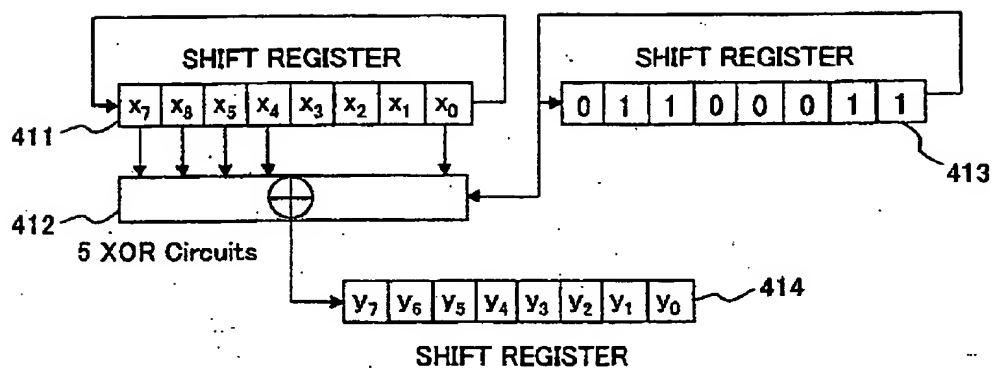 SHIFT REGISTER
SHIFT REGISTER
x₇ x₈ x₅ x₄ x₃ x₂ x₁ x₀
0 1 1 0 0 0 1 1
411
413
412
5 XOR Circuits
y₇ y₆ y₅ y₄ y₃ y₂ y₁ y₀
414
SHIFT REGISTER